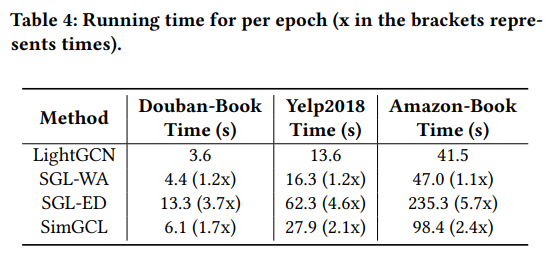 Table 4: Running time for per epoch (x in the brackets repre-
sents times).
Method Douban-Book Time (s) Yelp2018 Time (s) Amazon-Book Time (s)
LightGCN 3.6 13.6 41.5
SGL-WA 4.4 (1.2x) 16.3 (1.2x) 47.0 (1.1x)
SGL-ED 13.3 (3.7x) 62.3 (4.6x) 235.3 (5.7x)
SimGCL 6.1 (1.7x) 27.9 (2.1x) 98.4 (2.4x)